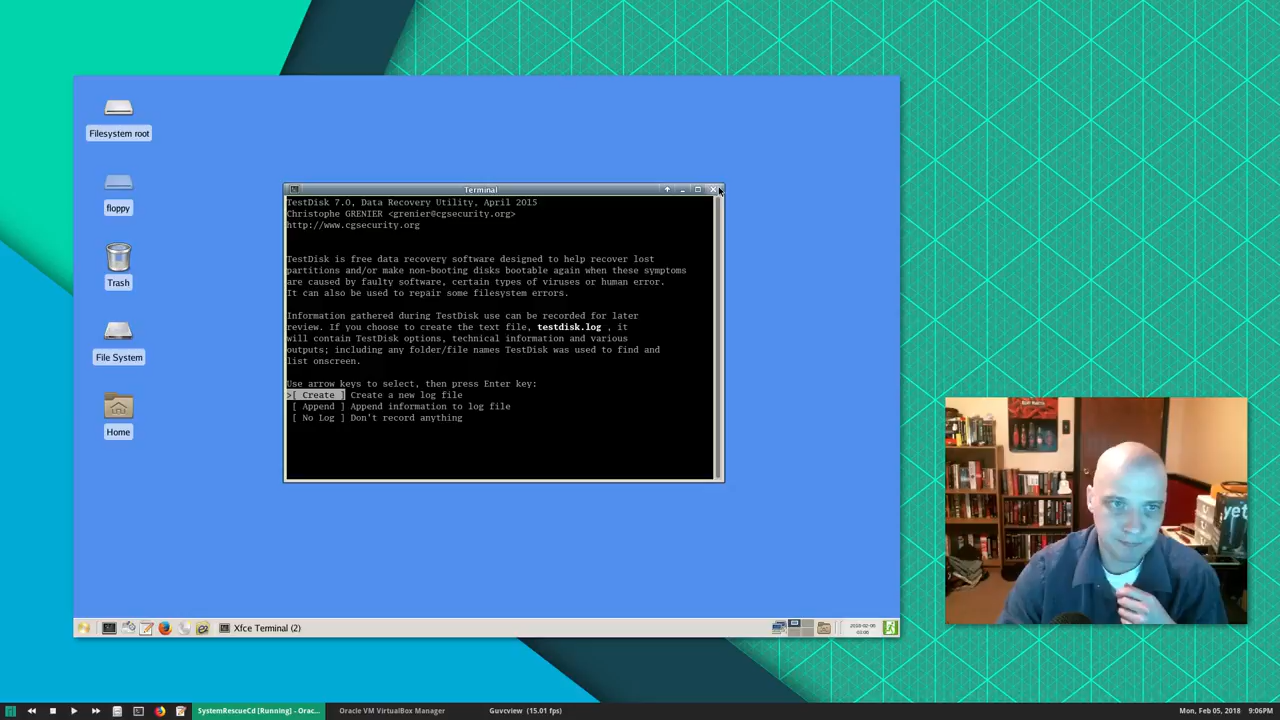 Filesystem root
floppy
Trash
File System
Home
Terminal
TestDisk 7.0, Data Recovery Utility, April 2015
Christophe GRENIER <grenier@cgsecurity.org>
http://www.cgsecurity.org
TestDisk is free data recovery software designed to help recover lost
partitions and/or make non-booting disks bootable again when these symptoms
are caused by faulty software, certain types of viruses or human error.
It can also be used to repair some filesystem errors.
Information gathered during TestDisk use can be recorded for later
review. If you choose to create the text file, testdisk.log , it
will contain TestDisk options, technical information and various
outputs; including any folder/file names TestDisk was used to find and
list onscreen.
Use arrow keys to select, then press Enter key:
>[ Create ] Create a new log file
[ Append ] Append information to log file
[ No Log ] Don't record anything
yet
Xfce Terminal (2)
2018-02-06
03:06
SystemRescueCd [Running] - Orac...
Oracle VM VirtualBox Manager
Guvcview (15.01 fps)
Mon, Feb 05, 2018
9:06PM